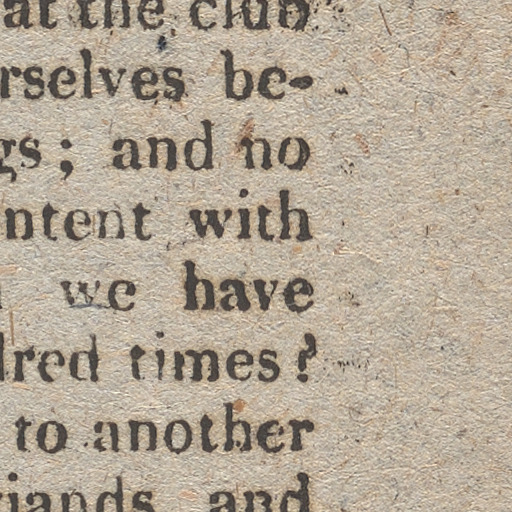 at the club
rselves be-
gs; and no
ntent with
we have
dred times?
to another
iands and